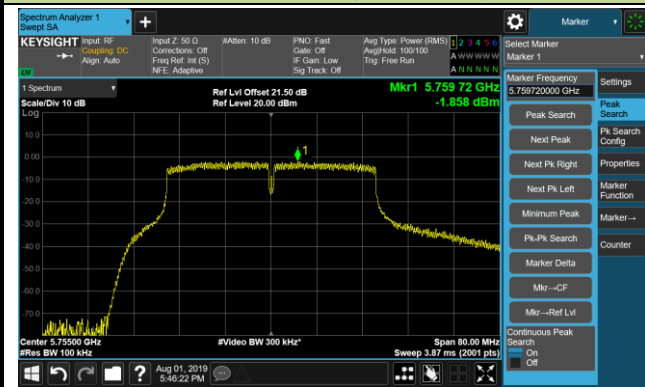 Spectrum Analyzer 1
Swept SA
+
Marker
KEYSIGHT
Input: RF
Coupling: DC
Align: Auto
Input Z: 50 Ω
Corrections: Off
Freq Ref: Int (S)
NFE: Adaptive
#Atten: 10 dB
PNO: Fast
Gate: Off
IF Gain: Low
Sig Track: Off
Avg Type: Power (RMS)
Avg|Hold: 100/100
Trig: Free Run
1 2 3 4 5 6
A W W W W W
A N N N N N
LXI
1 Spectrum
Scale/Div 10 dB
Log
Ref Lvl Offset 21.50 dB
Ref Level 20.00 dBm
Mkr1 5.759 72 GHz
-1.858 dBm
10.0
0.00
-10.0
-20.0
-30.0
-40.0
-50.0
-60.0
-70.0
1
Center 5.75500 GHz
#Res BW 100 kHz
#Video BW 300 kHz*
Span 80.00 MHz
Sweep 3.87 ms (2001 pts)
Select Marker
Marker 1
Marker Frequency
5.759720000 GHz
Peak Search
Next Peak
Next Pk Right
Next Pk Left
Minimum Peak
Pk-Pk Search
Marker Delta
Mkr→CF
Mkr→Ref Lvl
Continuous Peak
Search
On
Off
Settings
Peak
Search
Pk Search
Config
Properties
Marker
Function
Marker→
Counter
?
Aug 01, 2019
5:46:22 PM